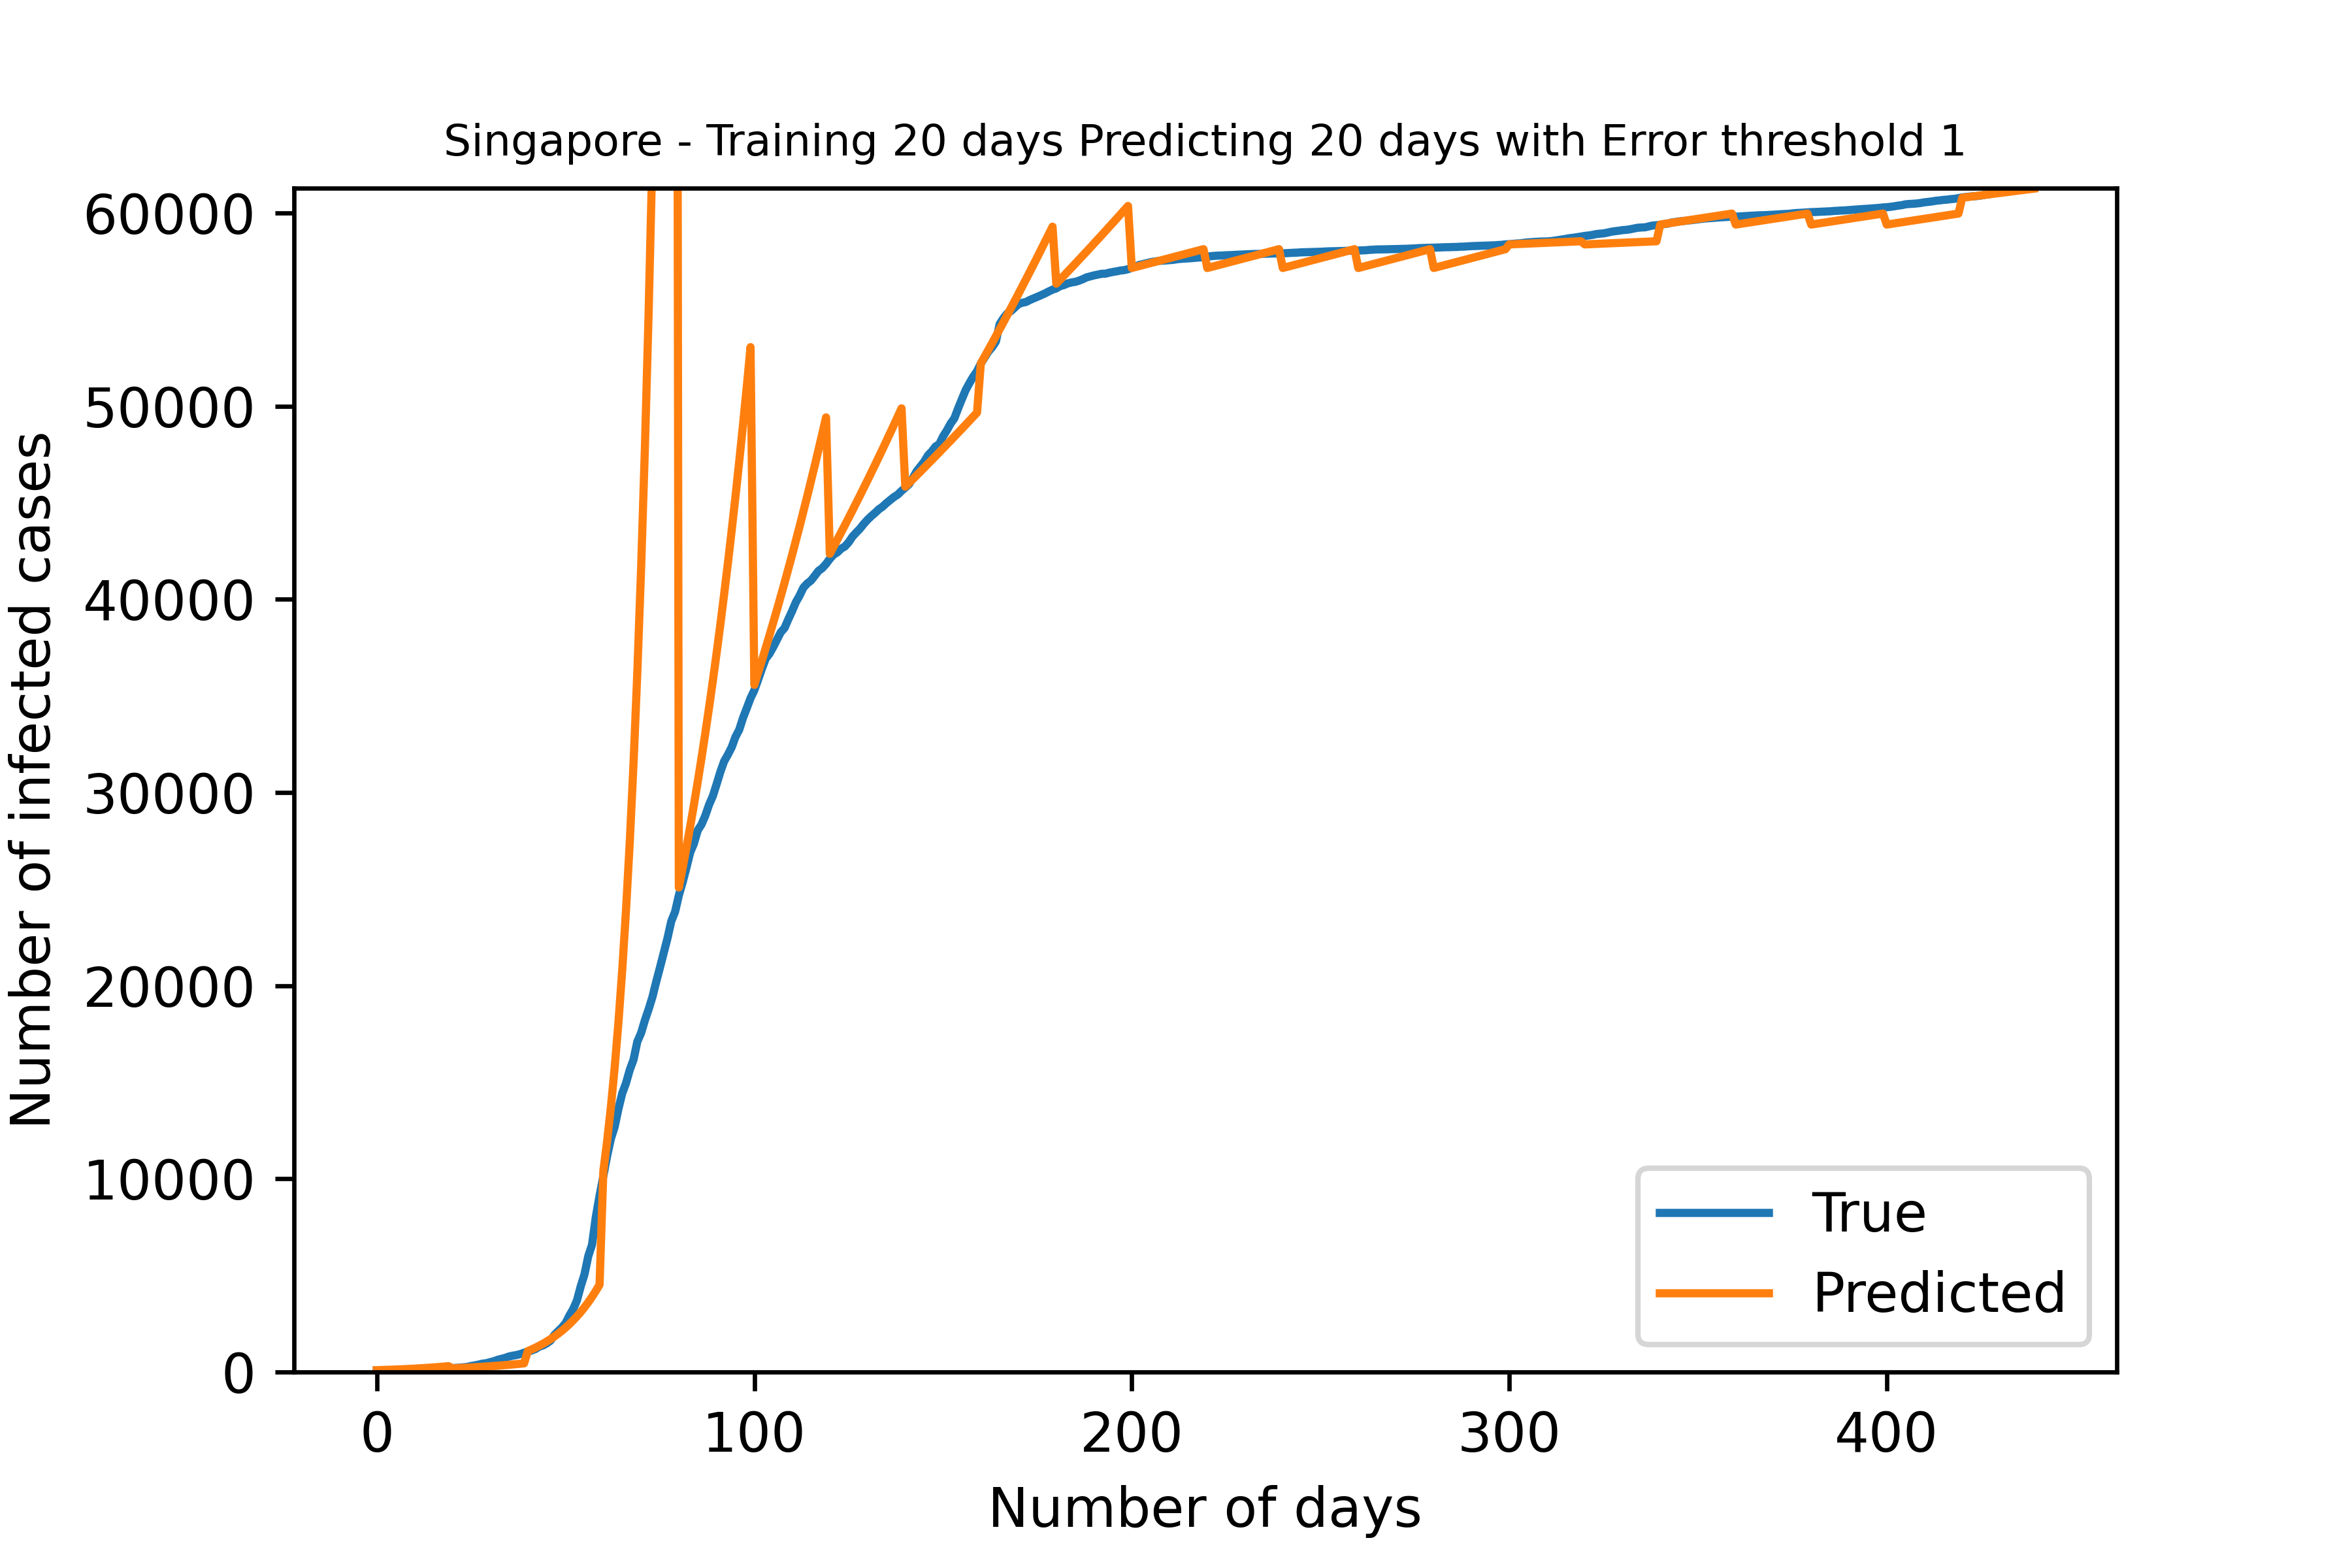 Singapore - Training 20 days Predicting 20 days with Error threshold 1
60000
50000
40000
30000
20000
10000
0
Number of infected cases
0 100 200 300 400
Number of days
True
Predicted